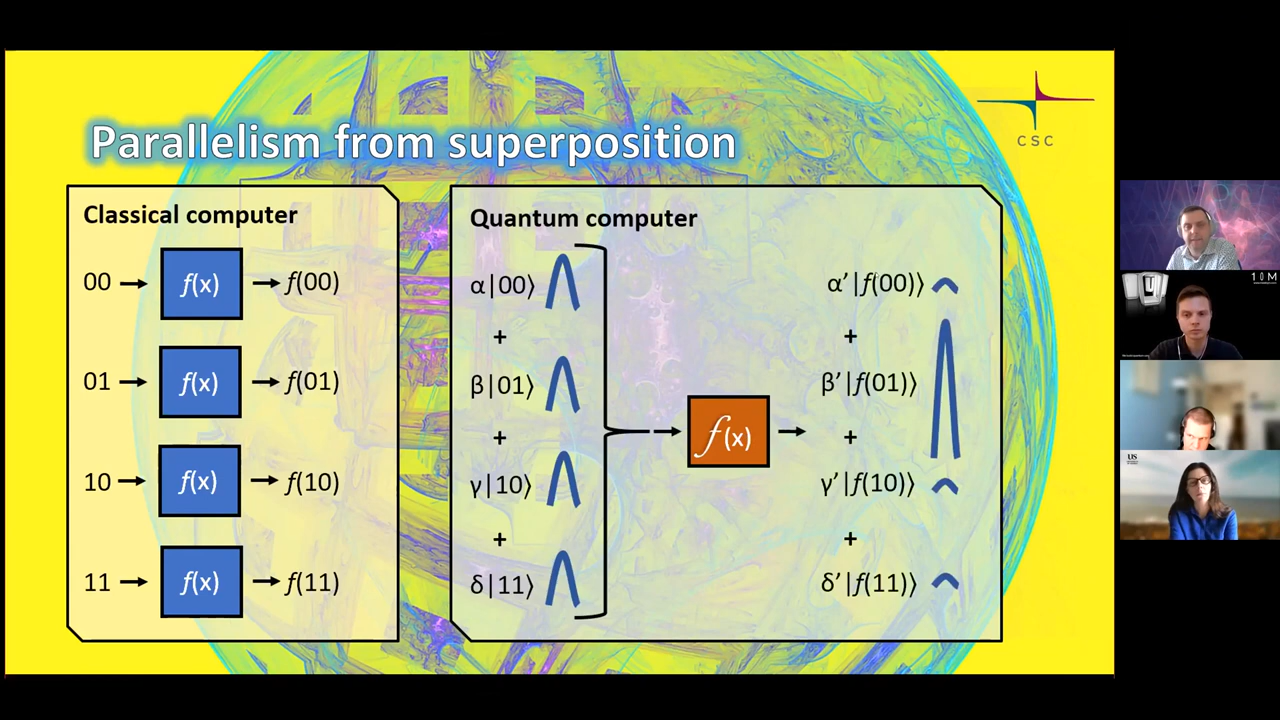 Parallelism from superposition
CSC
Classical computer
00 f(x) f(00)
01 f(x) f(01)
10 f(x) f(10)
11 f(x) f(11)
Quantum computer
α|00⟩
+
β|01⟩
+
γ|10⟩
+
δ|11⟩
f(x)
α’|f(00)⟩
+
β’|f(01)⟩
+
γ’|f(10)⟩
+
δ’|f(11)⟩
US